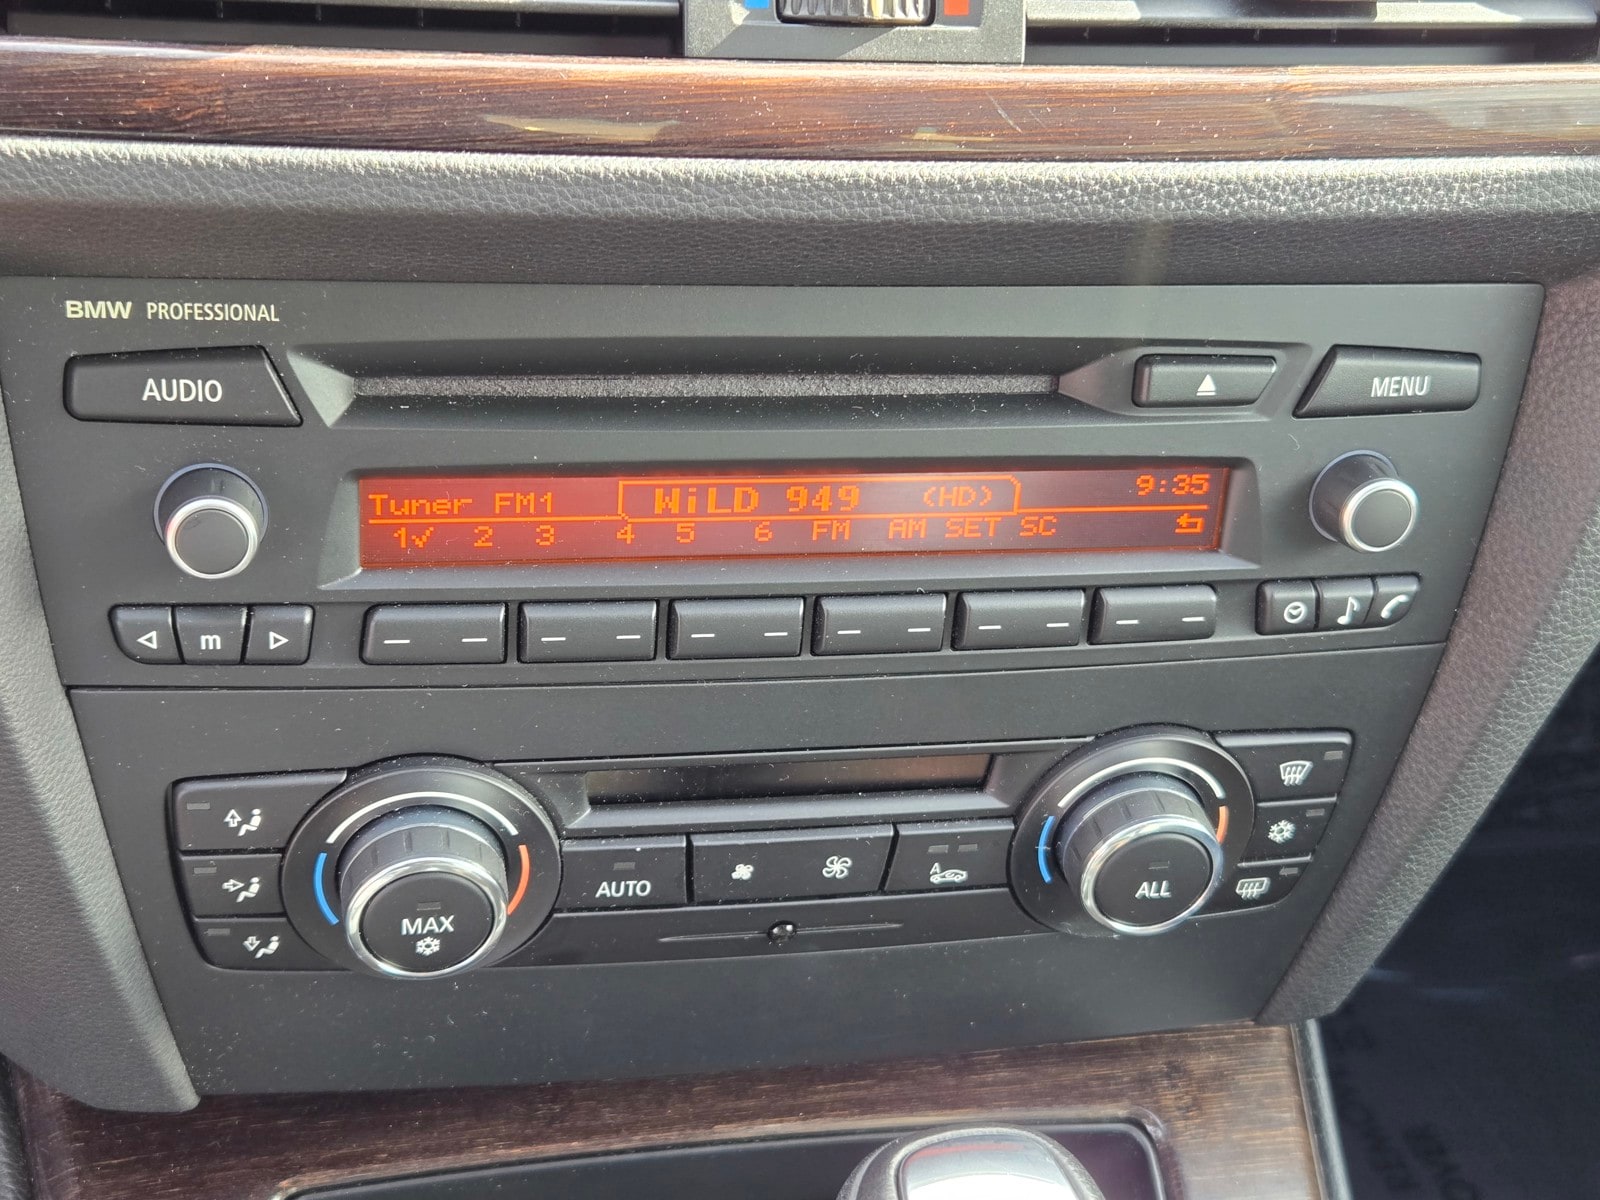 BMW PROFESSIONAL
AUDIO
MENU
Tuner FM1 WiLD 949 (HD) 9:35
1✓ 2 3 4 5 6 FM AM SET SC
m
AUTO
A
MAX
ALL